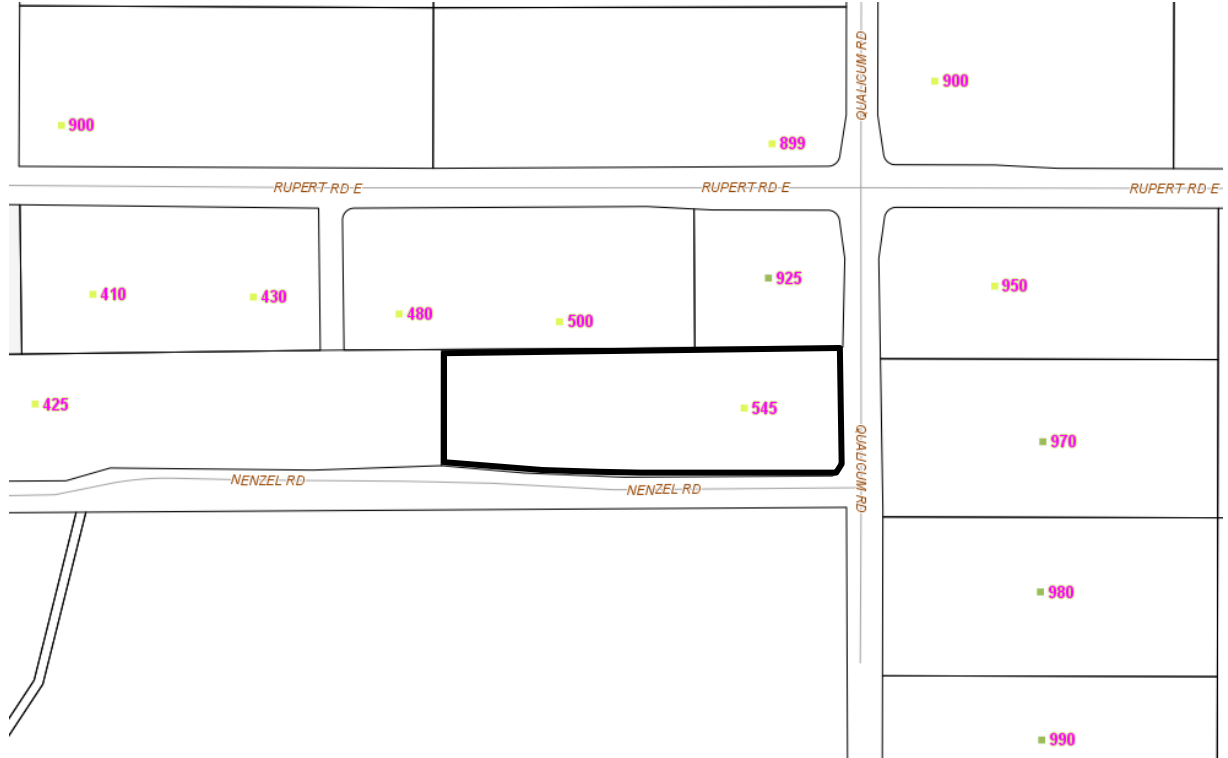 QUALICUM RD
900
900
899
RUPERT RD E
RUPERT RD E
RUPERT RD E
410
430
480
500
925
950
425
545
970
QUALICUM RD
NENZEL RD
NENZEL RD
980
990